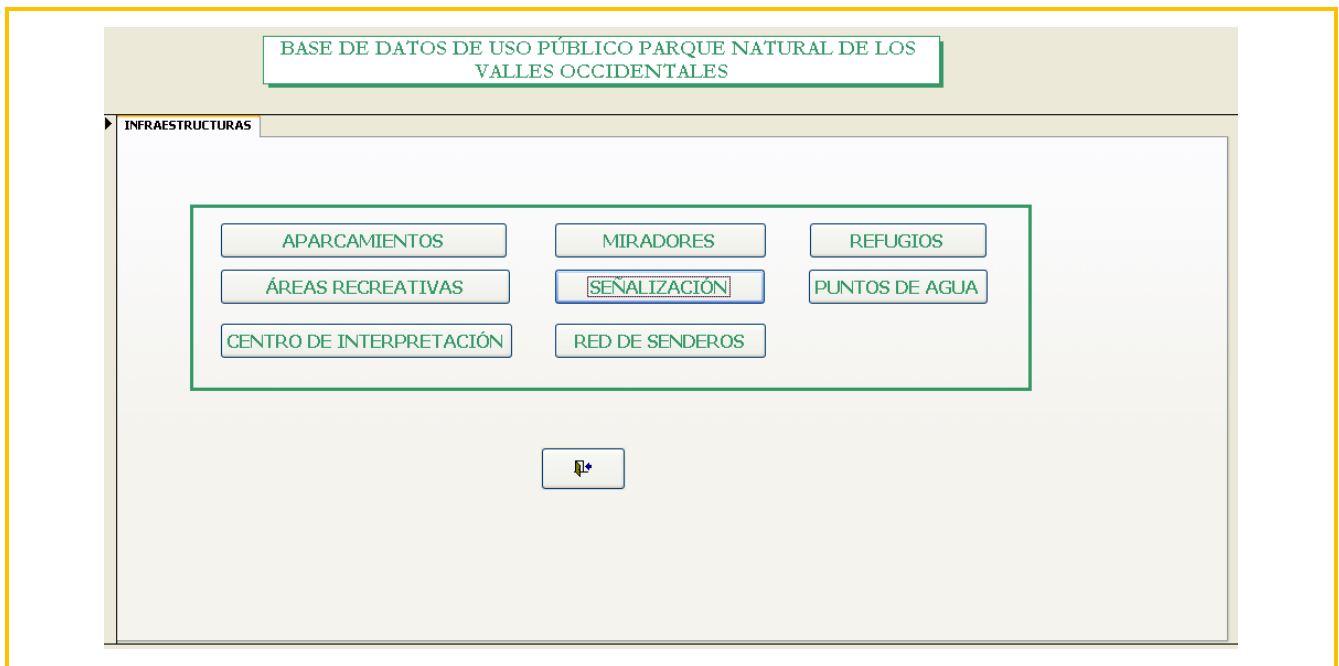 BASE DE DATOS DE USO PÚBLICO PARQUE NATURAL DE LOS
VALLES OCCIDENTALES
INFRAESTRUCTURAS
APARCAMIENTOS
MIRADORES
REFUGIOS
ÁREAS RECREATIVAS
SEÑALIZACIÓN
PUNTOS DE AGUA
CENTRO DE INTERPRETACIÓN
RED DE SENDEROS